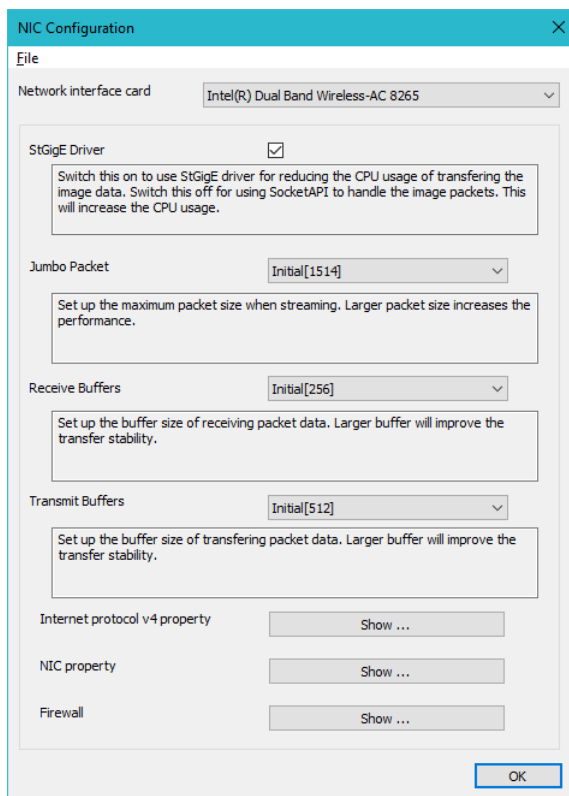 NIC Configuration
File
Network interface card
Intel(R) Dual Band Wireless-AC 8265
StGigE Driver
Switch this on to use StGigE driver for reducing the CPU usage of transfering the
image data. Switch this off for using SocketAPI to handle the image packets. This
will increase the CPU usage.
Jumbo Packet
Initial[1514]
Set up the maximum packet size when streaming. Larger packet size increases the
performance.
Receive Buffers
Initial[256]
Set up the buffer size of receiving packet data. Larger buffer will improve the
transfer stability.
Transmit Buffers
Initial[512]
Set up the buffer size of transfering packet data. Larger buffer will improve the
transfer stability.
Internet protocol v4 property
Show ...
NIC property
Show ...
Firewall
Show ...
OK